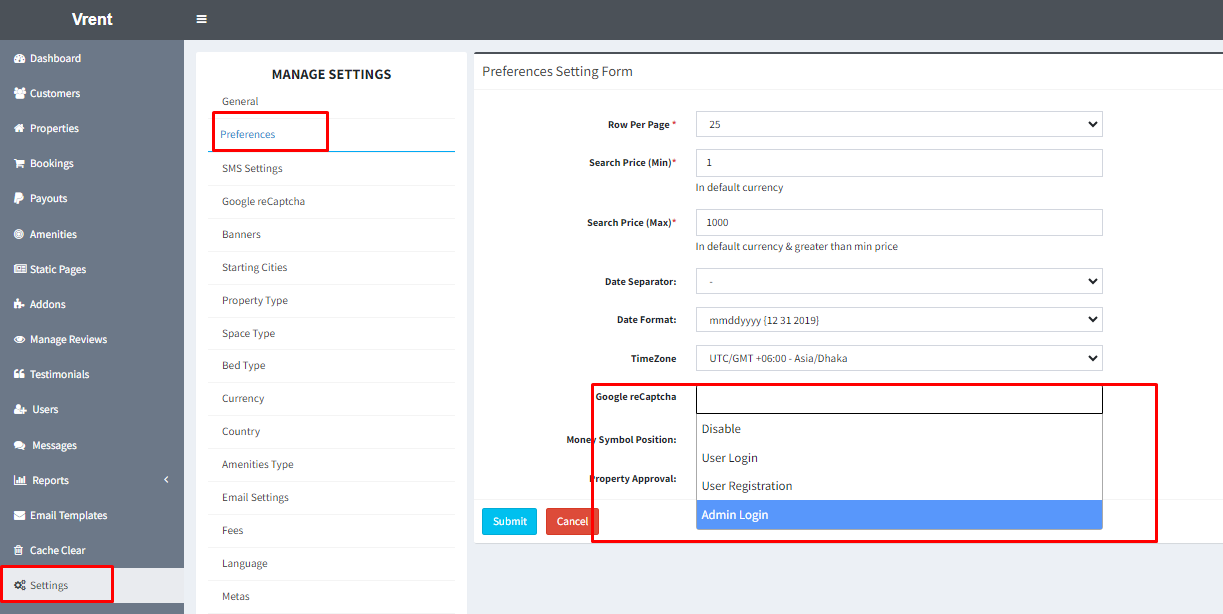 Vrent
Dashboard
Customers
Properties
Bookings
Payouts
Amenities
Static Pages
Addons
Manage Reviews
Testimonials
Users
Messages
Reports
Email Templates
Cache Clear
Settings
MANAGE SETTINGS
General
Preferences
SMS Settings
Google reCaptcha
Banners
Starting Cities
Property Type
Space Type
Bed Type
Currency
Country
Amenities Type
Email Settings
Fees
Language
Metas
Preferences Setting Form
Row Per Page * 25
Search Price (Min)* 1
In default currency
Search Price (Max)* 1000
In default currency & greater than min price
Date Separator: -
Date Format: mmddyyyy {12 31 2019}
TimeZone UTC/GMT +06:00 - Asia/Dhaka
Google reCaptcha
Disable
Money Symbol Position:
User Login
Property Approval:
User Registration
Admin Login
Submit Cancel